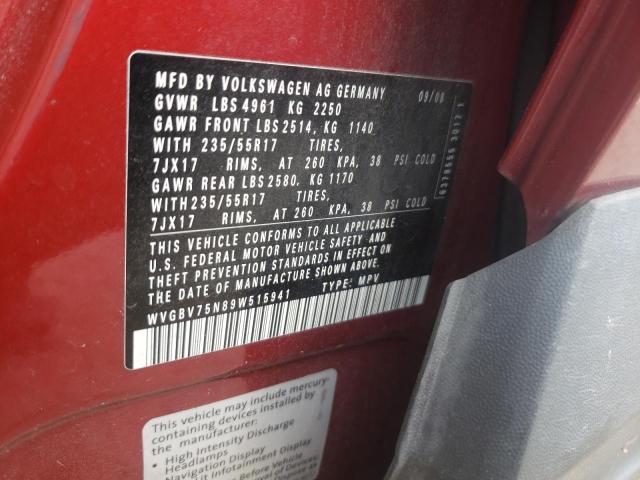 MFD BY VOLKSWAGEN AG GERMANY 09/08
GVWR LBS 4961 KG 2250
GAWR FRONT LBS 2514, KG 1140
WITH 235/55R17 TIRES,
7JX17 RIMS, AT 260 KPA, 38 PSI COLD
GAWR REAR LBS 2580, KG 1170
WITH 235/55R17 TIRES,
7JX17 RIMS, AT 260 KPA, 38 PSI COLD
THIS VEHICLE CONFORMS TO ALL APPLICABLE
U.S. FEDERAL MOTOR VEHICLE SAFETY AND
THEFT PREVENTION STANDARDS IN EFFECT ON
THE DATE OF MANUFACTURE SHOWN ABOVE
WVGBV75N89W515941 TYPE: MPV
This vehicle may include mercury-
containing devices installed by
the manufacturer:
• High Intensity Discharge
Headlamps
Navigation Display
Infotainment Display
Before Vehicle